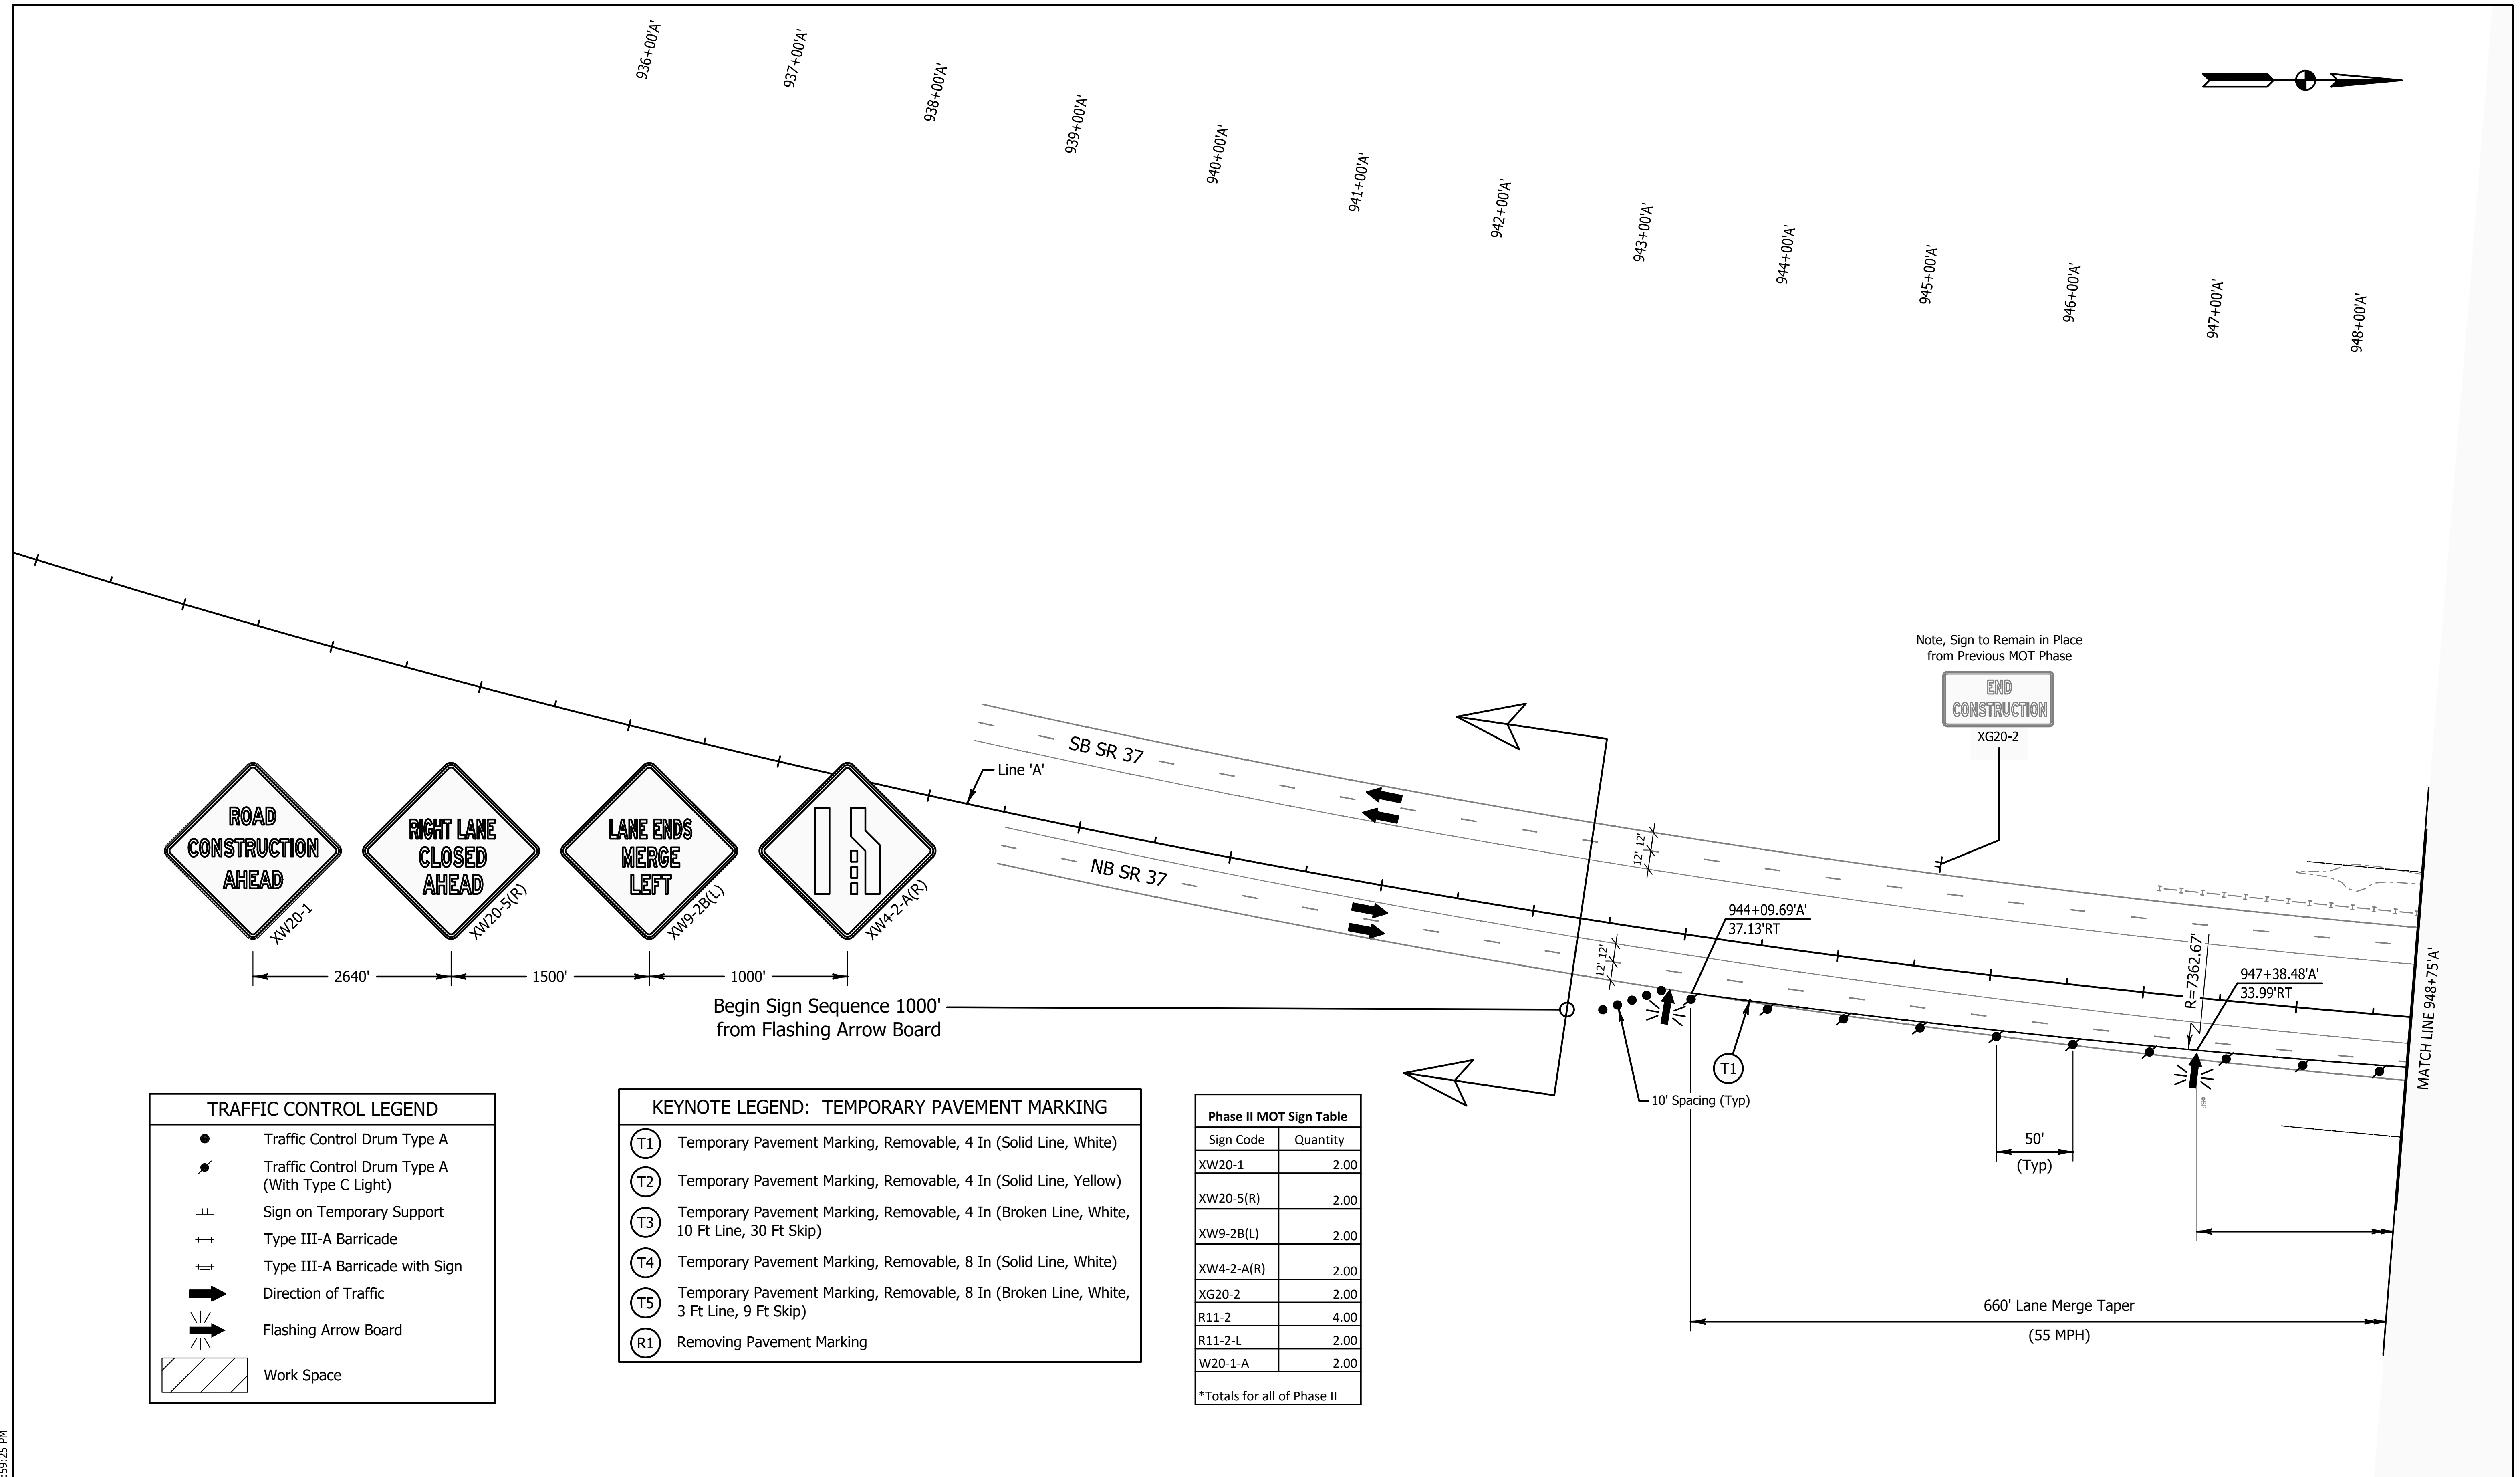 936+00'A'
937+00'A'
938+00'A'
939+00'A'
940+00'A'
941+00'A'
942+00'A'
943+00'A'
944+00'A'
945+00'A'
946+00'A'
947+00'A'
948+00'A'
Note, Sign to Remain in Place
from Previous MOT Phase
END
CONSTRUCTION
XG20-2
SB SR 37
Line 'A'
NB SR 37
12' 12'
12' 12'
944+09.69'A'
37.13'RT
R=7362.67'
947+38.48'A'
33.99'RT
MATCH LINE 948+75'A'
ROAD
CONSTRUCTION
AHEAD
XW20-1
RIGHT LANE
CLOSED
AHEAD
XW20-5(R)
LANE ENDS
MERGE
LEFT
XW9-2B(L)
XW4-2-A(R)
2640'
1500'
1000'
Begin Sign Sequence 1000'
from Flashing Arrow Board
T1
10' Spacing (Typ)
50'
(Typ)
660' Lane Merge Taper
(55 MPH)
TRAFFIC CONTROL LEGEND
Traffic Control Drum Type A
Traffic Control Drum Type A
(With Type C Light)
Sign on Temporary Support
Type III-A Barricade
Type III-A Barricade with Sign
Direction of Traffic
Flashing Arrow Board
Work Space
KEYNOTE LEGEND: TEMPORARY PAVEMENT MARKING
T1 Temporary Pavement Marking, Removable, 4 In (Solid Line, White)
T2 Temporary Pavement Marking, Removable, 4 In (Solid Line, Yellow)
T3 Temporary Pavement Marking, Removable, 4 In (Broken Line, White,
10 Ft Line, 30 Ft Skip)
T4 Temporary Pavement Marking, Removable, 8 In (Solid Line, White)
T5 Temporary Pavement Marking, Removable, 8 In (Broken Line, White,
3 Ft Line, 9 Ft Skip)
R1 Removing Pavement Marking
Phase II MOT Sign Table
Sign Code Quantity
XW20-1 2.00
XW20-5(R) 2.00
XW9-2B(L) 2.00
XW4-2-A(R) 2.00
XG20-2 2.00
R11-2 4.00
R11-2-L 2.00
W20-1-A 2.00
*Totals for all of Phase II
:59:25 PM